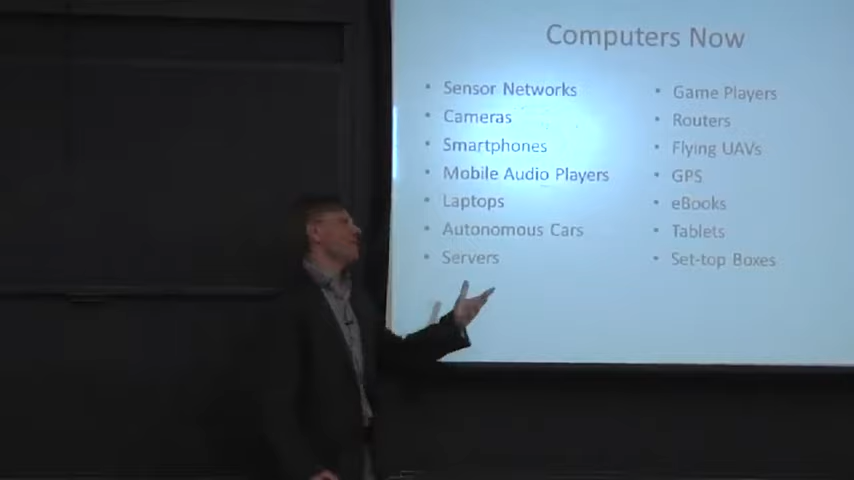 Computers Now
• Sensor Networks
• Cameras
• Smartphones
• Mobile Audio Players
• Laptops
• Autonomous Cars
• Servers
• Game Players
• Routers
• Flying UAVs
• GPS
• eBooks
• Tablets
• Set-top Boxes